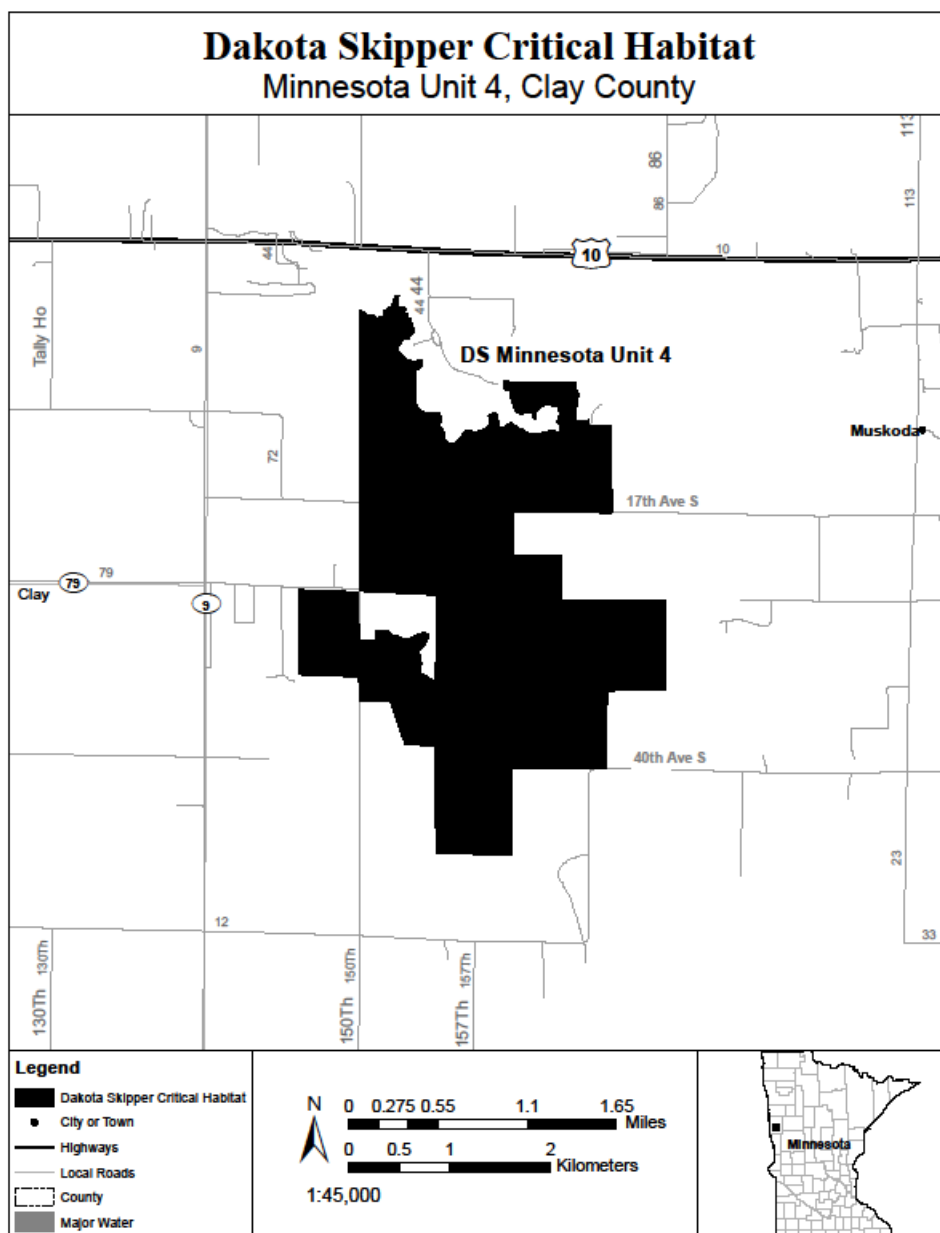 Dakota Skipper Critical Habitat
Minnesota Unit 4, Clay County
113
86
86
113
10
10
44
44
44
Tally Ho
9
DS Minnesota Unit 4
Muskoda
72
17th Ave S
79
79
Clay
9
40th Ave S
23
12
33
130Th
130Th
150Th
150Th
157Th
157Th
Legend
Dakota Skipper Critical Habitat
City or Town
Highways
Local Roads
County
Major Water
N
0 0.275 0.55 1.1 1.65
Miles
0 0.5 1 2
Kilometers
1:45,000
Minnesota